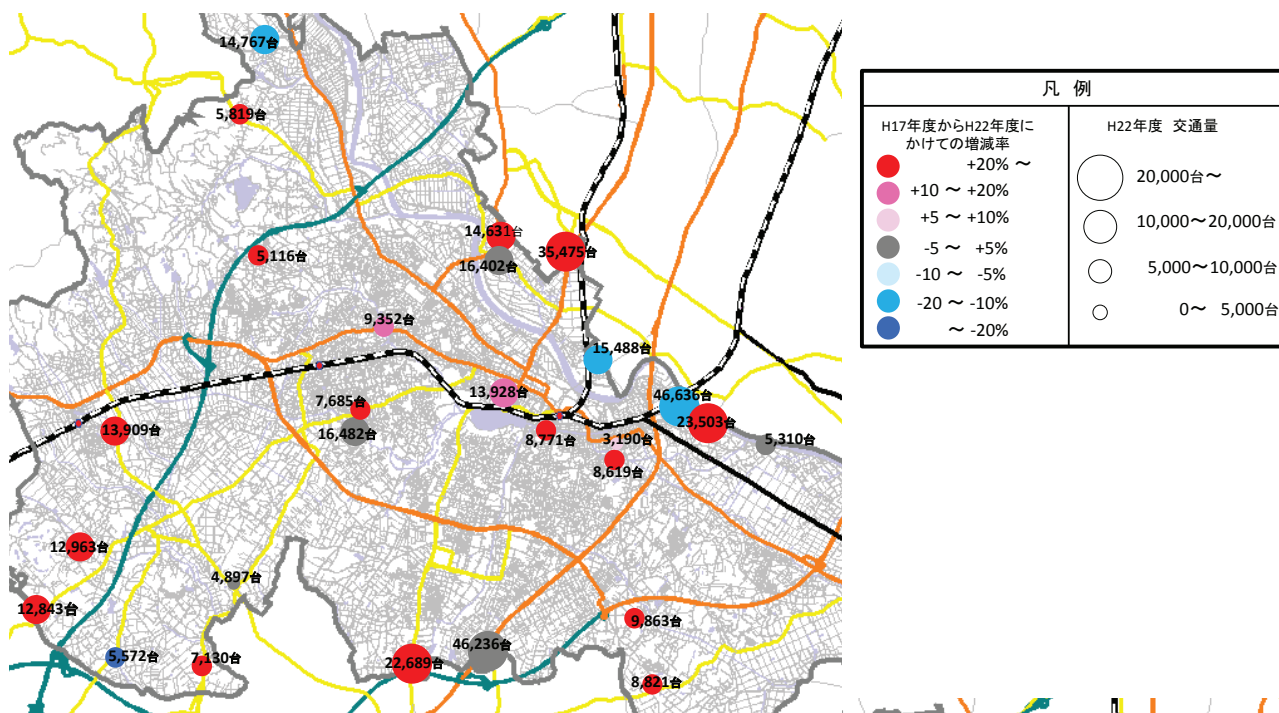 14,767台
5,819台
14,631台
35,475台
5,116台
16,402台
9,352台
15,488台
13,928台
46,636台
7,685台
23,503台
13,909台
16,482台
8,771台
3,190台
5,310台
8,619台
12,963台
4,897台
12,843台
9,863台
5,572台
7,130台
22,689台
46,236台
8,821台
凡 例
H17年度からH22年度に
かけての増減率
+20% ～
+10 ～ +20%
+5 ～ +10%
-5 ～ +5%
-10 ～ -5%
-20 ～ -10%
～ -20%
H22年度 交通量
20,000台～
10,000～20,000台
5,000～10,000台
0～ 5,000台